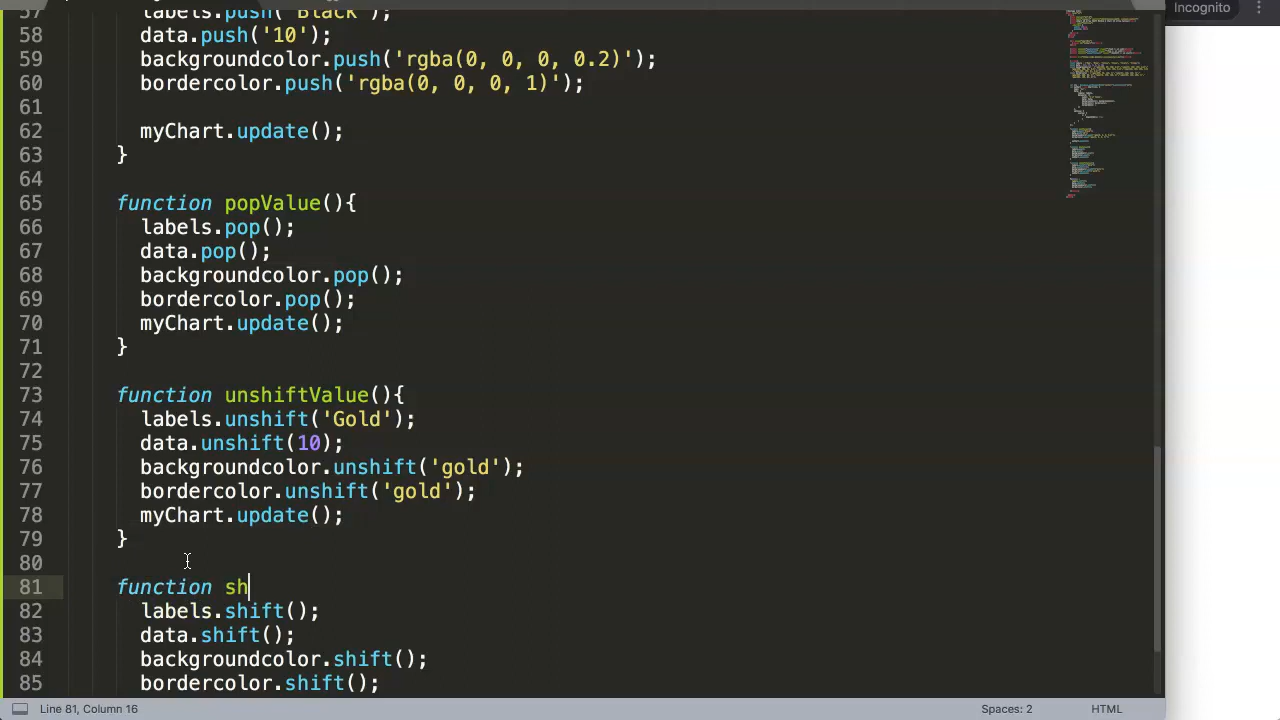 Incognito
57 labels.push('Black');
58 data.push('10');
59 backgroundcolor.push('rgba(0, 0, 0, 0.2)');
60 bordercolor.push('rgba(0, 0, 0, 1)');
61
62 myChart.update();
63 }
64
65 function popValue(){
66 labels.pop();
67 data.pop();
68 backgroundcolor.pop();
69 bordercolor.pop();
70 myChart.update();
71 }
72
73 function unshiftValue(){
74 labels.unshift('Gold');
75 data.unshift(10);
76 backgroundcolor.unshift('gold');
77 bordercolor.unshift('gold');
78 myChart.update();
79 }
80
81 function sh
82 labels.shift();
83 data.shift();
84 backgroundcolor.shift();
85 bordercolor.shift();
Line 81, Column 16 Spaces: 2 HTML